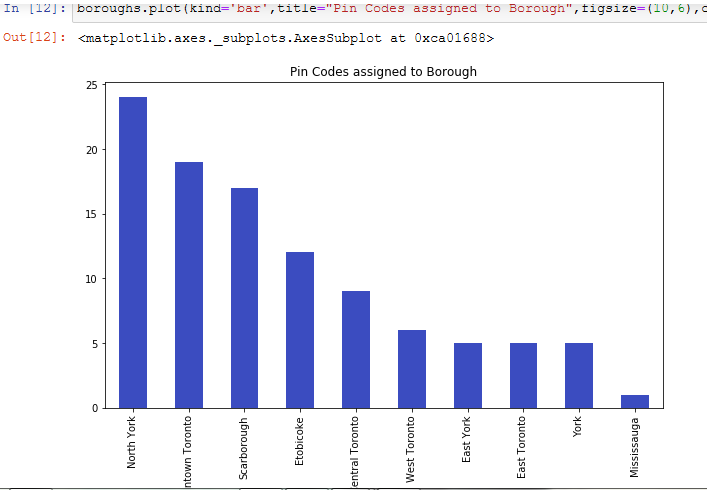 In [12]: boroughs.plot(kind='bar',title="Pin Codes assigned to Borough",figsize=(10,6),c
Out[12]: <matplotlib.axes._subplots.AxesSubplot at 0xca01688>
Pin Codes assigned to Borough
25
20
15
10
5
0
North York
ntown Toronto
Scarborough
Etobicoke
entral Toronto
West Toronto
East York
East Toronto
York
Mississauga